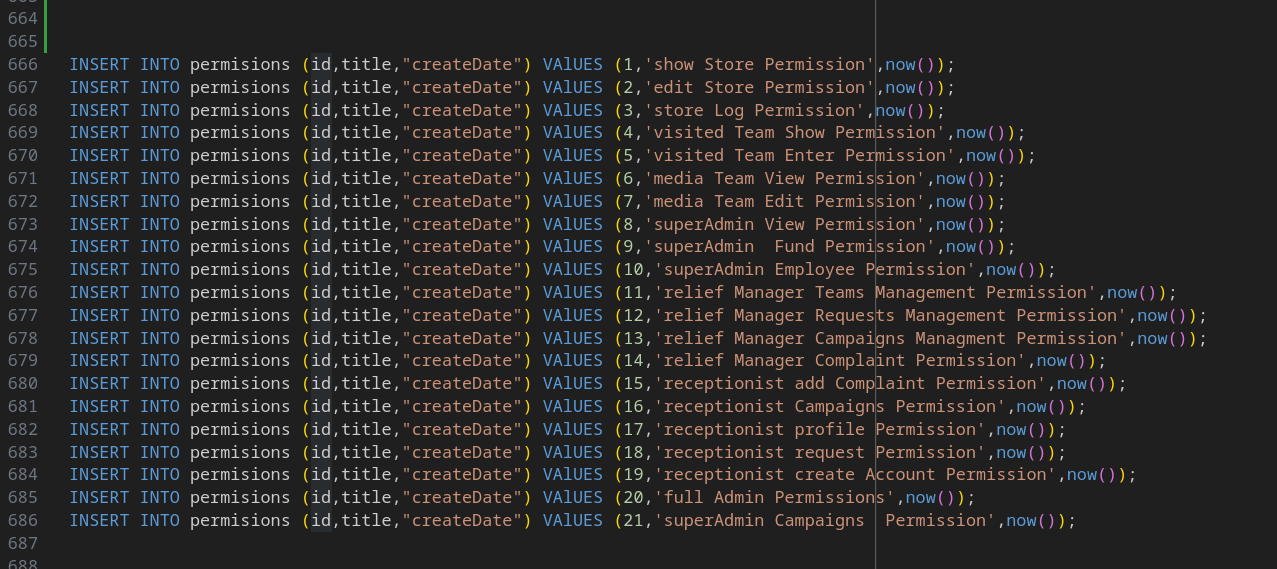 664
665
666 INSERT INTO permisions (id,title,"createDate") VAlUES (1,'show Store Permission',now());
667 INSERT INTO permisions (id,title,"createDate") VAlUES (2,'edit Store Permission',now());
668 INSERT INTO permisions (id,title,"createDate") VAlUES (3,'store Log Permission',now());
669 INSERT INTO permisions (id,title,"createDate") VAlUES (4,'visited Team Show Permission',now());
670 INSERT INTO permisions (id,title,"createDate") VAlUES (5,'visited Team Enter Permission',now());
671 INSERT INTO permisions (id,title,"createDate") VAlUES (6,'media Team View Permission',now());
672 INSERT INTO permisions (id,title,"createDate") VAlUES (7,'media Team Edit Permission',now());
673 INSERT INTO permisions (id,title,"createDate") VAlUES (8,'superAdmin View Permission',now());
674 INSERT INTO permisions (id,title,"createDate") VAlUES (9,'superAdmin  Fund Permission',now());
675 INSERT INTO permisions (id,title,"createDate") VAlUES (10,'superAdmin Employee Permission',now());
676 INSERT INTO permisions (id,title,"createDate") VAlUES (11,'relief Manager Teams Management Permission',now());
677 INSERT INTO permisions (id,title,"createDate") VAlUES (12,'relief Manager Requests Management Permission',now());
678 INSERT INTO permisions (id,title,"createDate") VAlUES (13,'relief Manager Campaigns Managment Permission',now());
679 INSERT INTO permisions (id,title,"createDate") VAlUES (14,'relief Manager Complaint Permission',now());
680 INSERT INTO permisions (id,title,"createDate") VAlUES (15,'receptionist add Complaint Permission',now());
681 INSERT INTO permisions (id,title,"createDate") VAlUES (16,'receptionist Campaigns Permission',now());
682 INSERT INTO permisions (id,title,"createDate") VAlUES (17,'receptionist profile Permission',now());
683 INSERT INTO permisions (id,title,"createDate") VAlUES (18,'receptionist request Permission',now());
684 INSERT INTO permisions (id,title,"createDate") VAlUES (19,'receptionist create Account Permission',now());
685 INSERT INTO permisions (id,title,"createDate") VAlUES (20,'full Admin Permissions',now());
686 INSERT INTO permisions (id,title,"createDate") VAlUES (21,'superAdmin Campaigns  Permission',now());
687
688